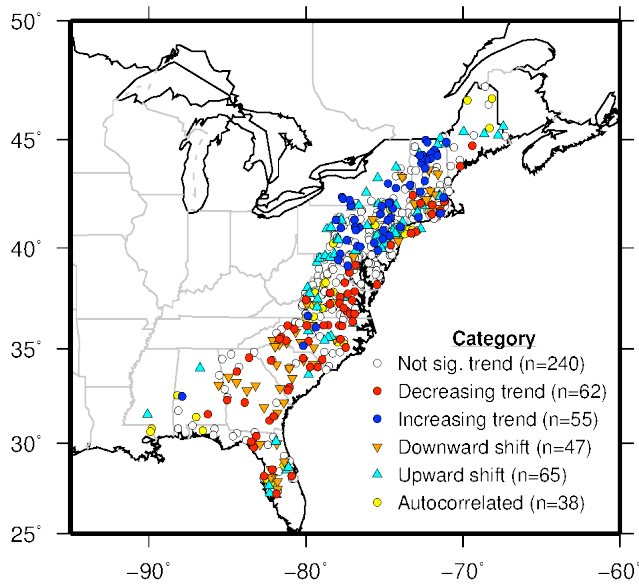 50°
45°
40°
35°
30°
25°
Category
Not sig. trend (n=240)
Decreasing trend (n=62)
Increasing trend (n=55)
Downward shift (n=47)
Upward shift (n=65)
Autocorrelated (n=38)
−90° −80° −70° −60°